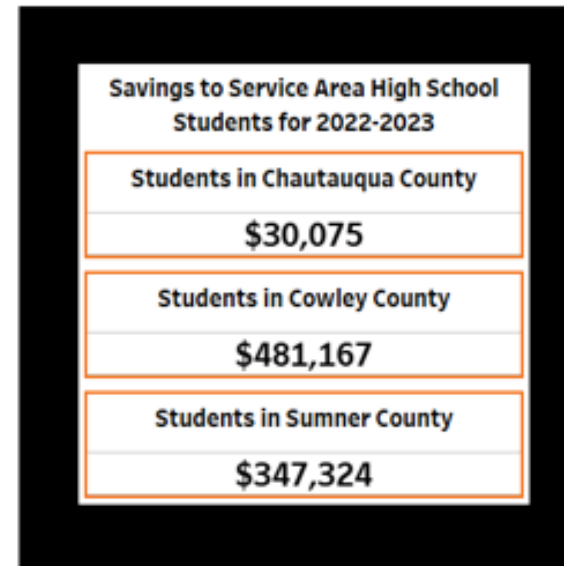 Savings to Service Area High School
Students for 2022-2023
Students in Chautauqua County
$30,075
Students in Cowley County
$481,167
Students in Sumner County
$347,324